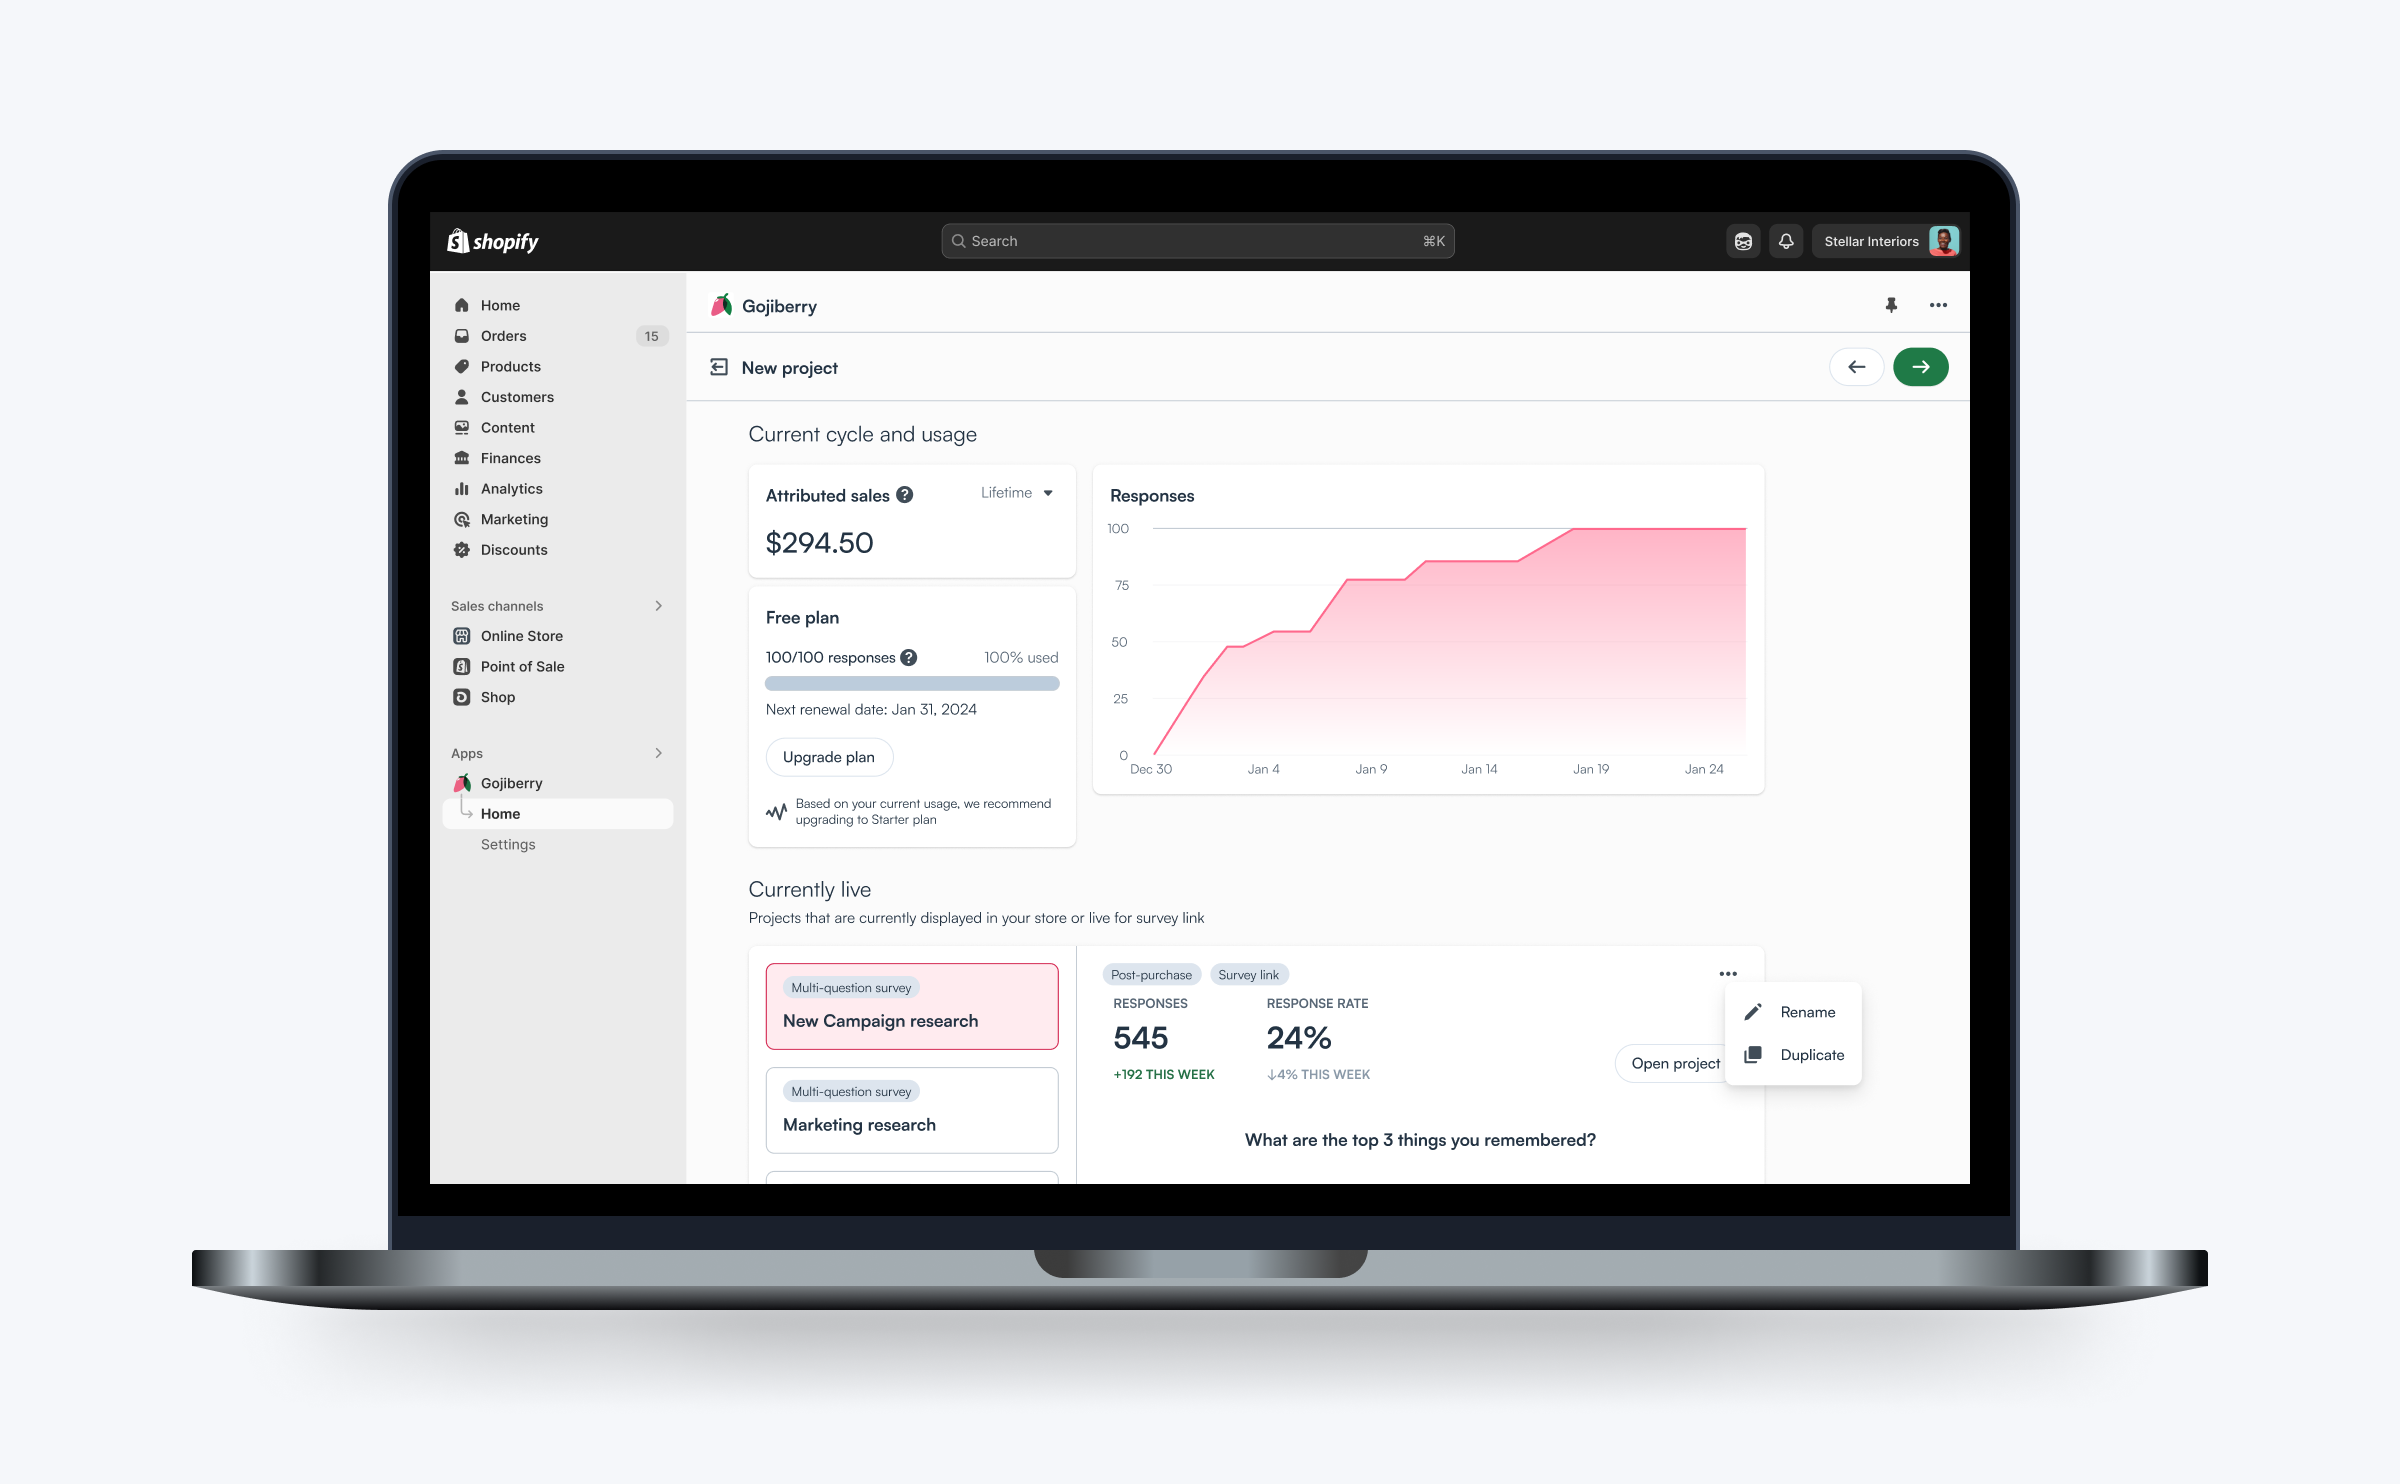 shopify
Search
⌘K
Stellar Interiors
Home
Orders
15
Products
Customers
Content
Finances
Analytics
Marketing
Discounts
Sales channels
Online Store
Point of Sale
Shop
Apps
Gojiberry
Home
Settings
Gojiberry
New project
Current cycle and usage
Attributed sales ?
Lifetime
$294.50
Free plan
100/100 responses ?
100% used
Next renewal date: Jan 31, 2024
Upgrade plan
Based on your current usage, we recommend
upgrading to Starter plan
Responses
100
75
50
25
0
Dec 30
Jan 4
Jan 9
Jan 14
Jan 19
Jan 24
Currently live
Projects that are currently displayed in your store or live for survey link
Multi-question survey
New Campaign research
Multi-question survey
Marketing research
Post-purchase
Survey link
RESPONSES
RESPONSE RATE
545
24%
+192 THIS WEEK
↓4% THIS WEEK
Open project
Rename
Duplicate
What are the top 3 things you remembered?